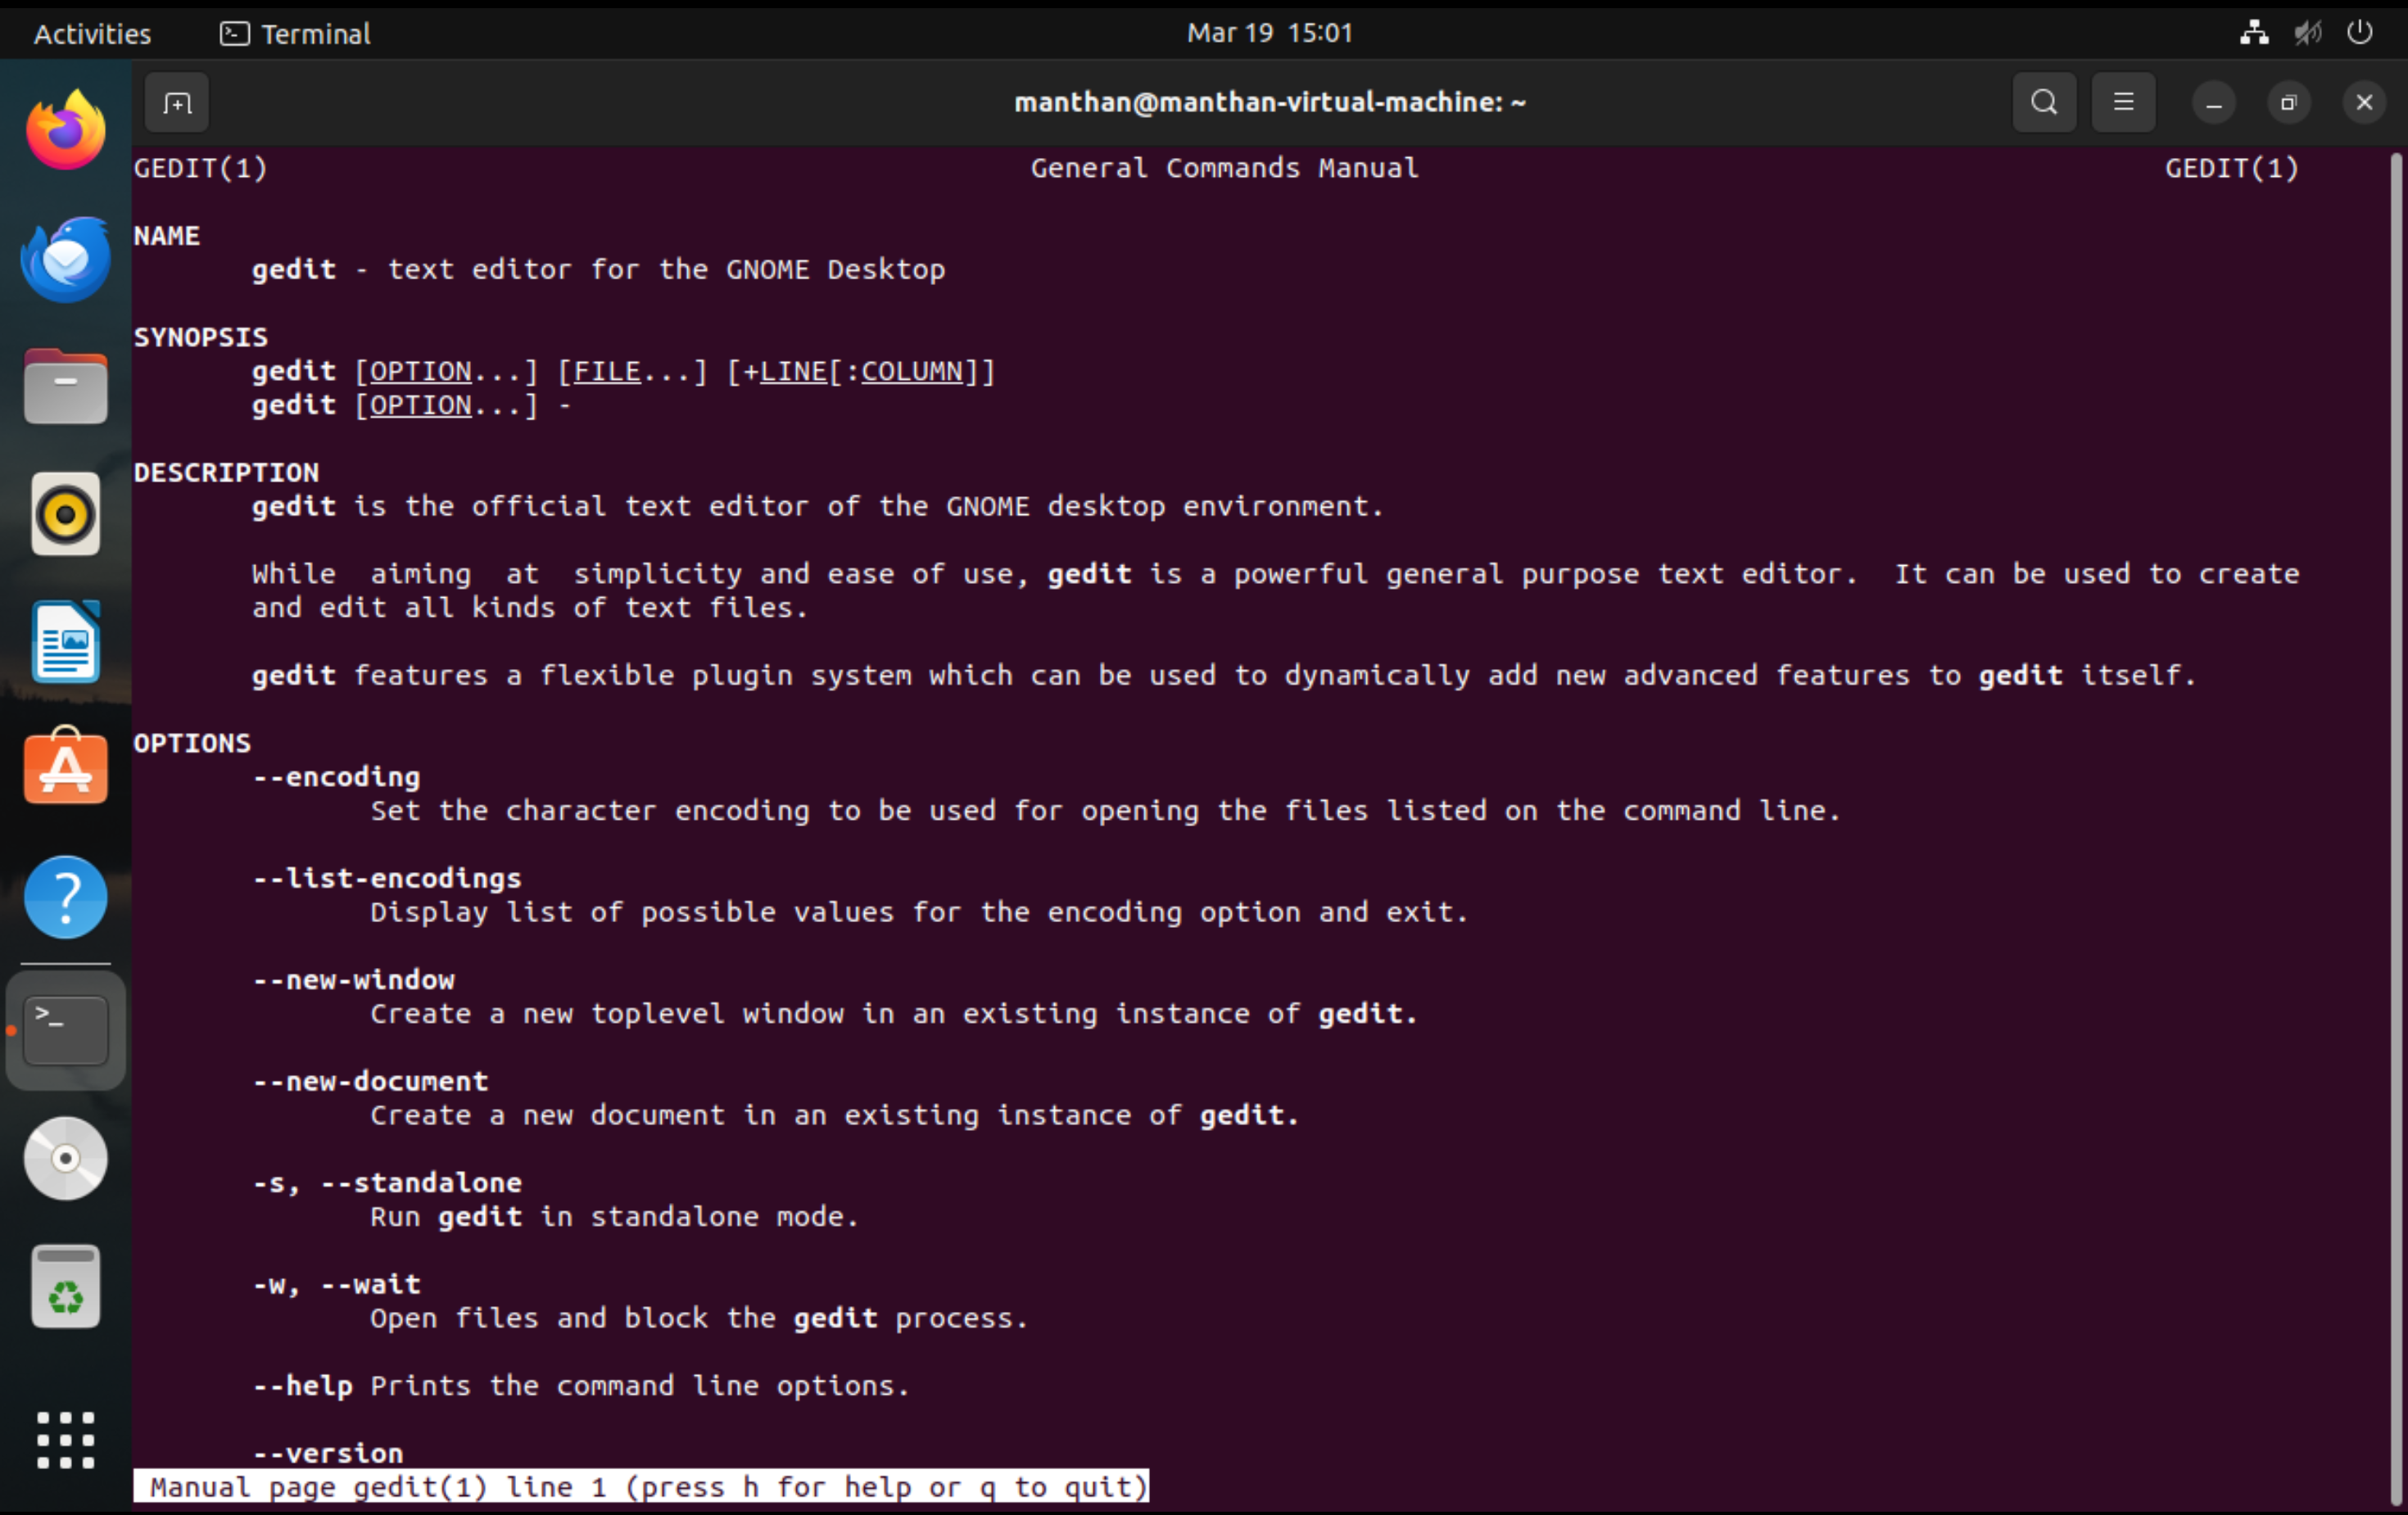 Activities Terminal Mar 19 15:01
manthan@manthan-virtual-machine: ~
GEDIT(1) General Commands Manual GEDIT(1)
NAME
gedit - text editor for the GNOME Desktop
SYNOPSIS
gedit [OPTION...] [FILE...] [+LINE[:COLUMN]]
gedit [OPTION...] -
DESCRIPTION
gedit is the official text editor of the GNOME desktop environment.
While aiming at simplicity and ease of use, gedit is a powerful general purpose text editor. It can be used to create
and edit all kinds of text files.
gedit features a flexible plugin system which can be used to dynamically add new advanced features to gedit itself.
OPTIONS
--encoding
Set the character encoding to be used for opening the files listed on the command line.
--list-encodings
Display list of possible values for the encoding option and exit.
--new-window
Create a new toplevel window in an existing instance of gedit.
--new-document
Create a new document in an existing instance of gedit.
-s, --standalone
Run gedit in standalone mode.
-w, --wait
Open files and block the gedit process.
--help Prints the command line options.
--version
Manual page gedit(1) line 1 (press h for help or q to quit)